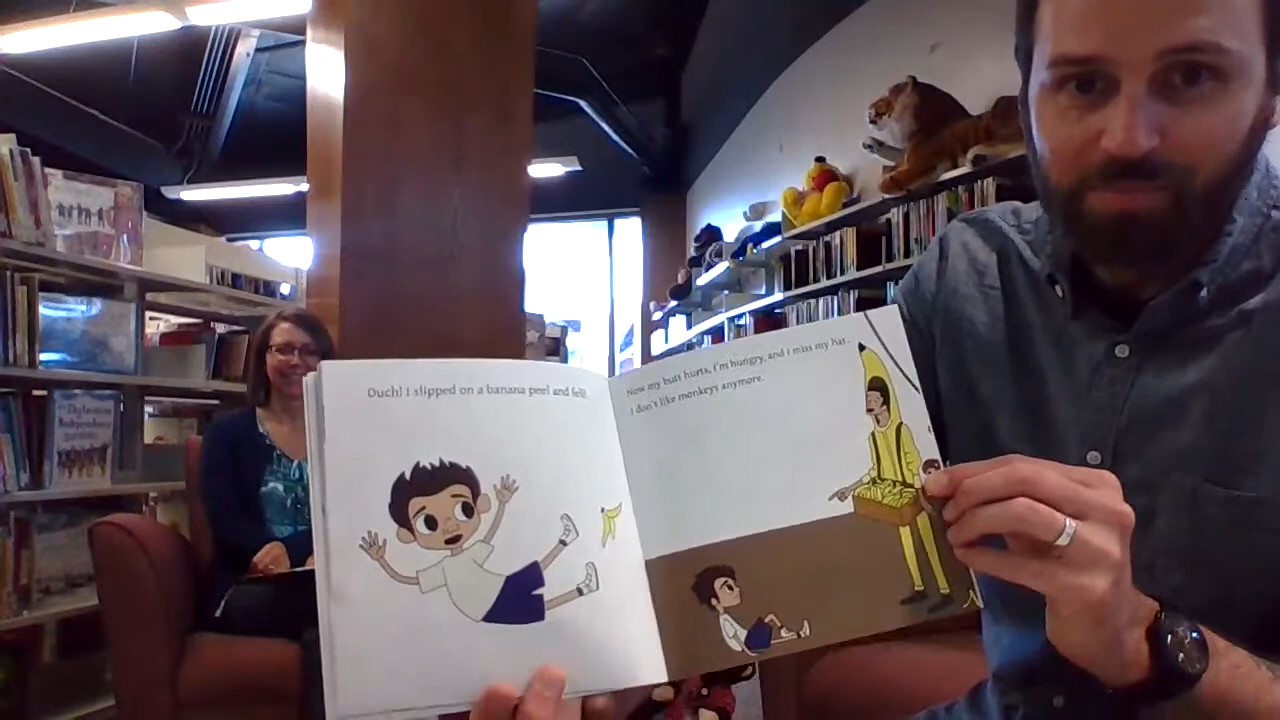 Ouch! I slipped on a banana peel and fell!
Now my butt hurts, I'm hungry, and I miss my hat.
I don't like monkeys anymore.